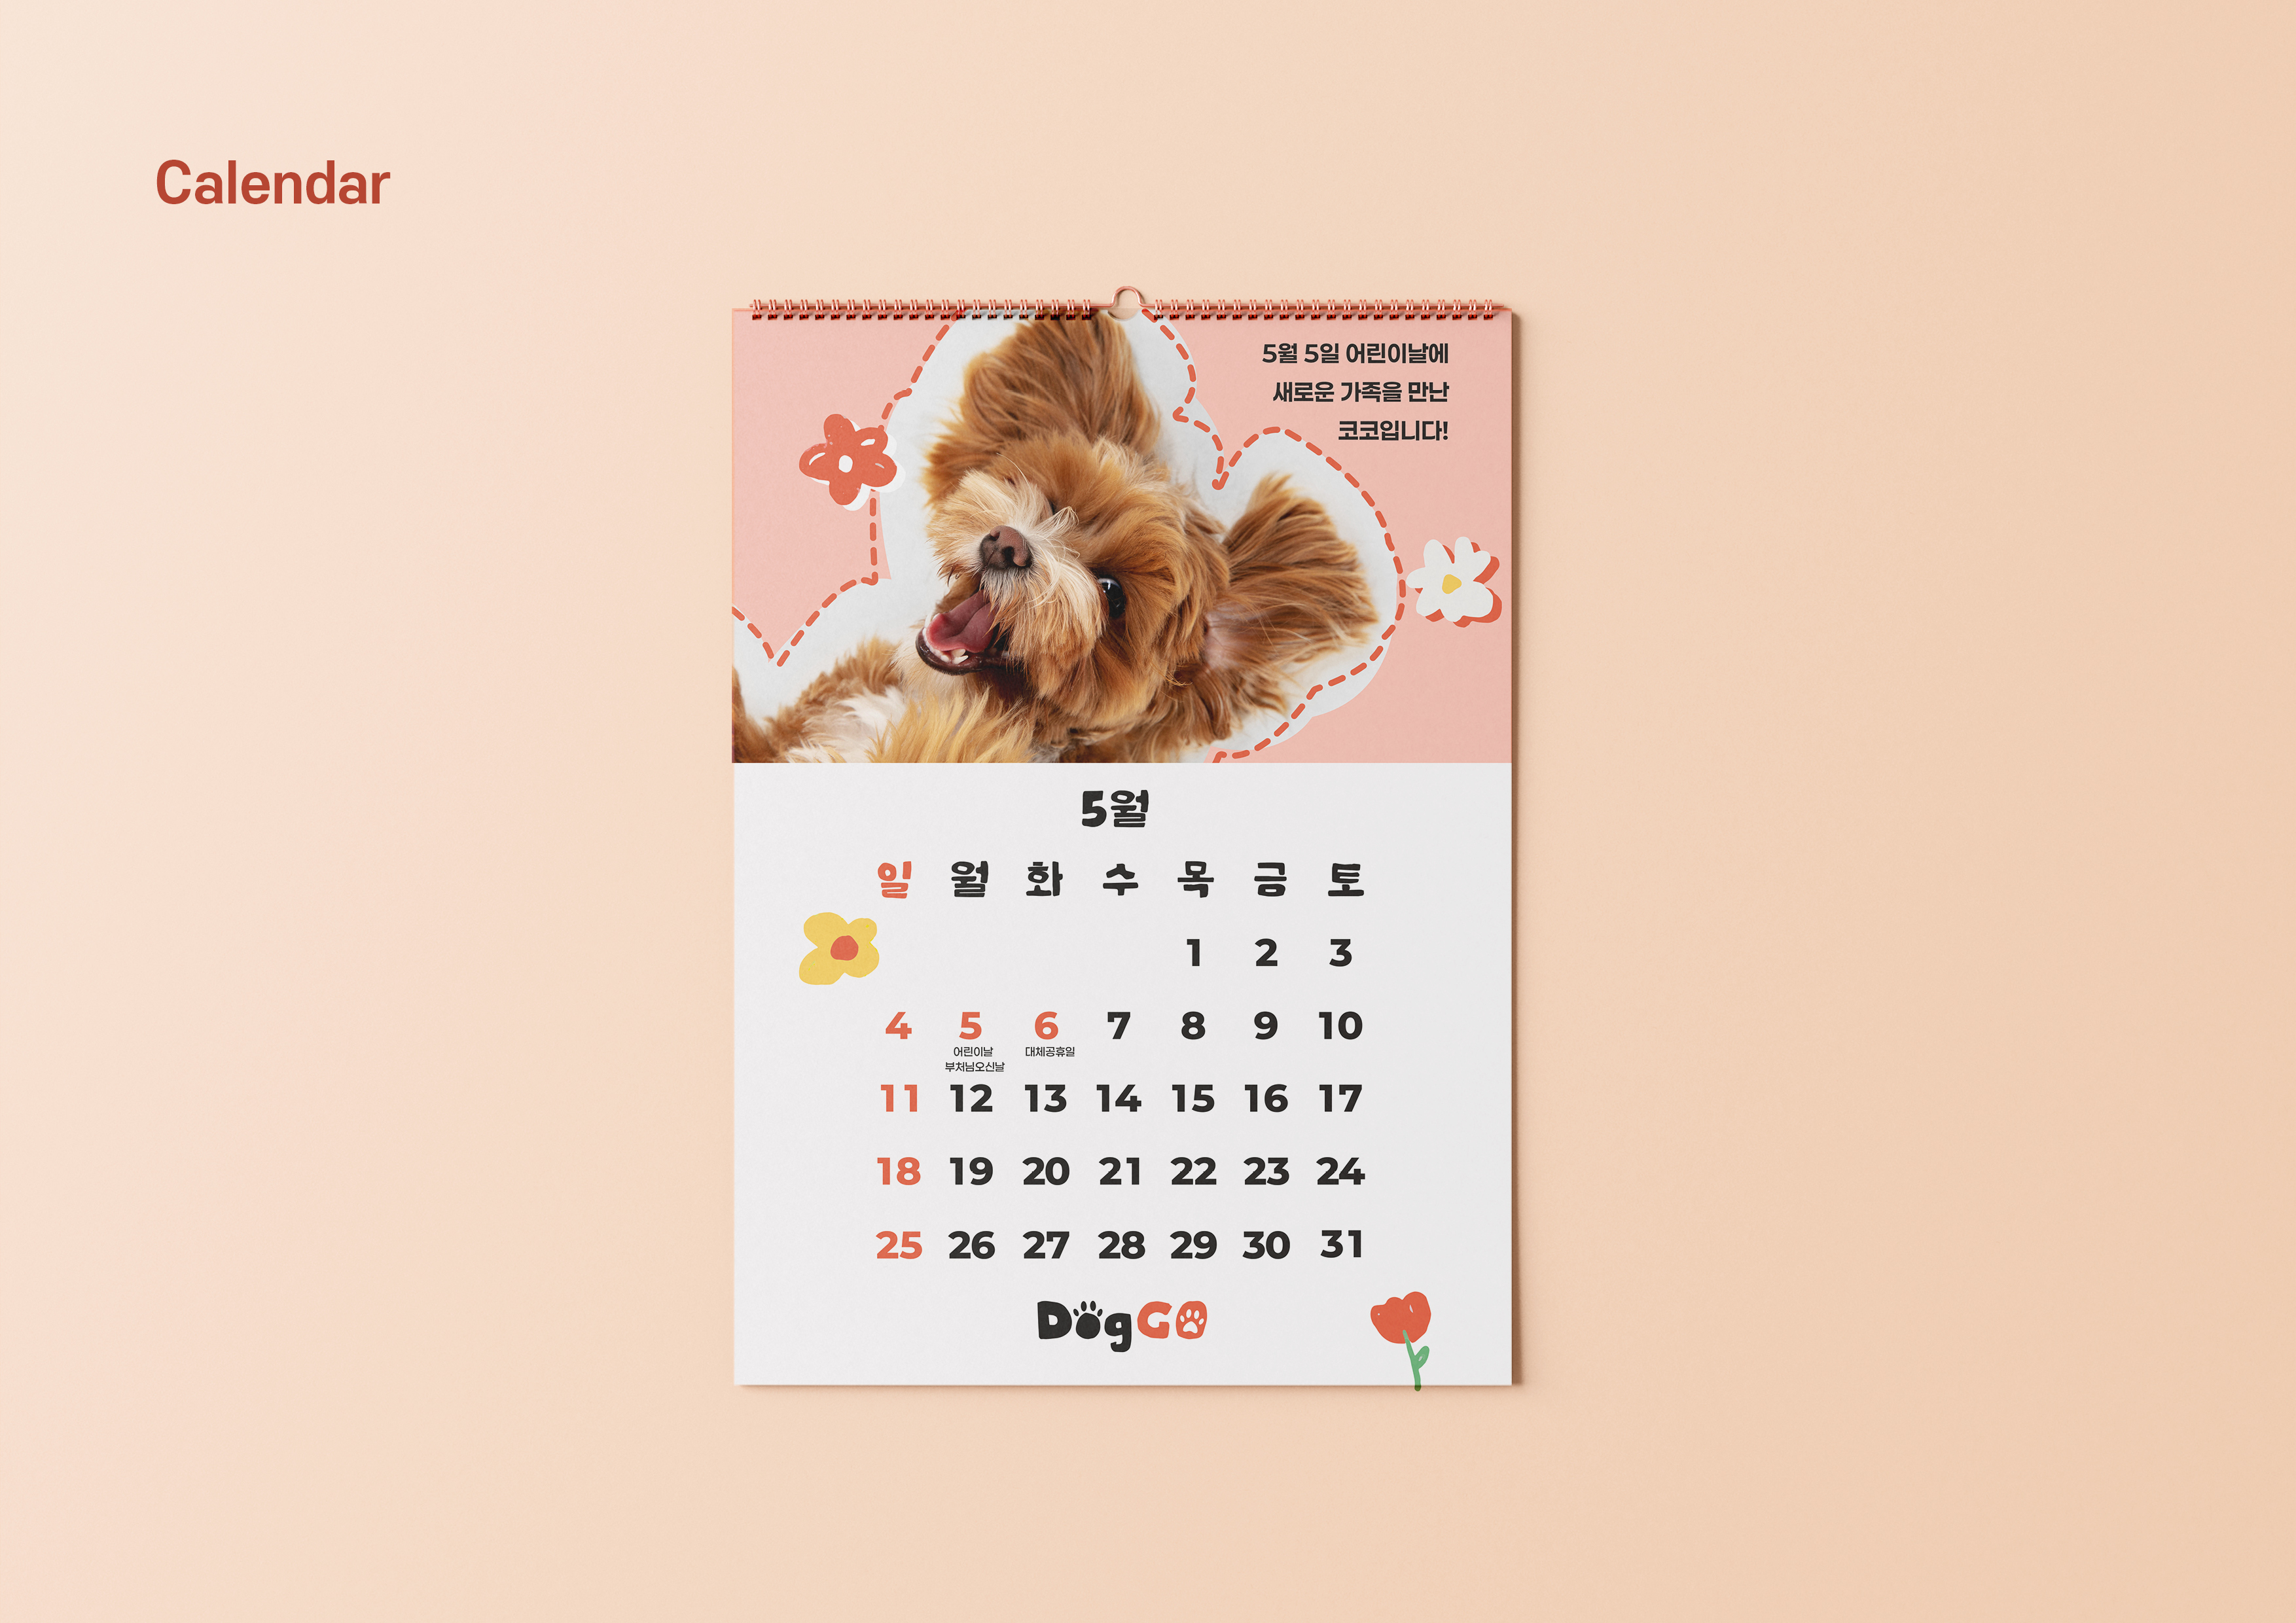 Calendar
5월 5일 어린이날에
새로운 가족을 만난
코코입니다!
5월
일 월 화 수 목 금 토
1 2 3
4 5 6 7 8 9 10
어린이날 대체공휴일
부처님오신날
11 12 13 14 15 16 17
18 19 20 21 22 23 24
25 26 27 28 29 30 31
DogGo